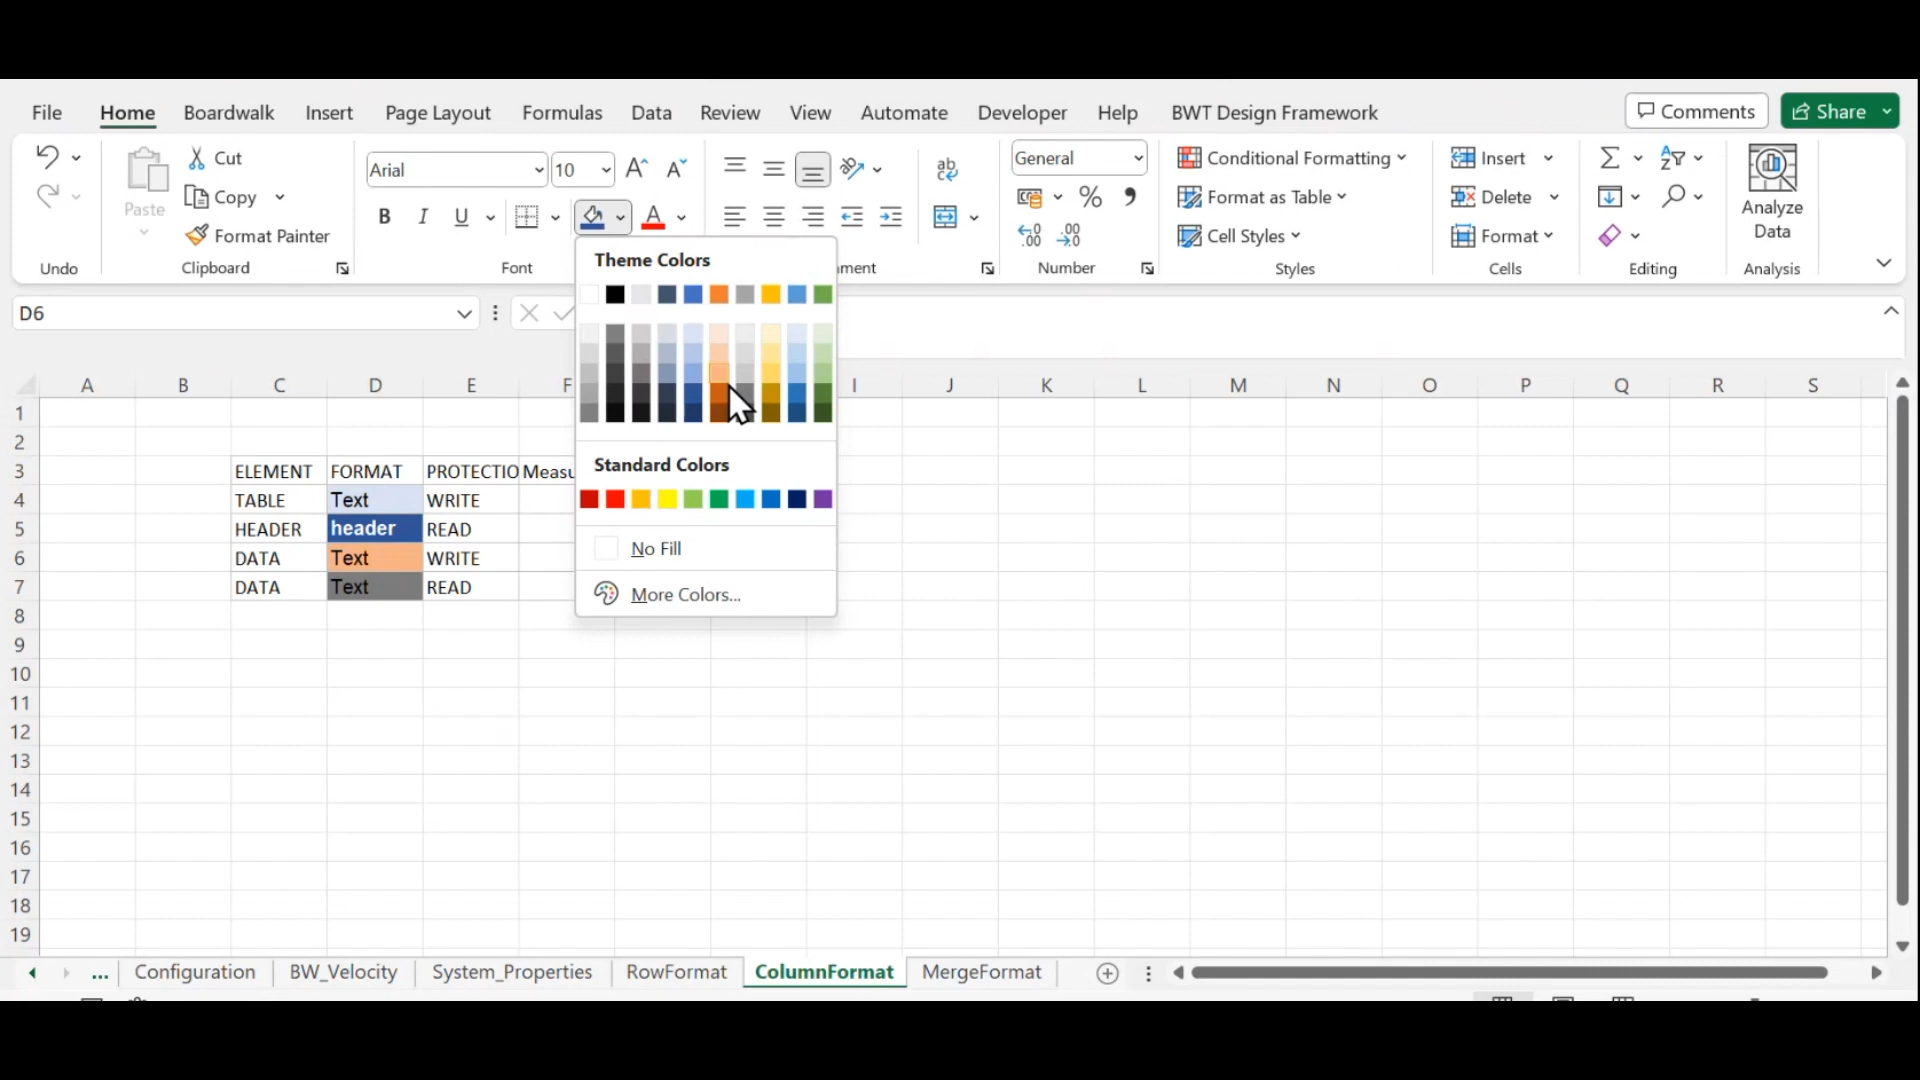 File Home Boardwalk Insert Page Layout Formulas Data Review View Automate Developer Help BWT Design Framework Comments Share
Cut
Copy
Format Painter
Paste
Undo
Clipboard
Arial 10
B I U
A
Font
ab
General
%
.00
.00
Number
Conditional Formatting
Format as Table
Cell Styles
Styles
Insert
Delete
Format
Cells
Editing
Analyze
Data
Analysis
Theme Colors
Standard Colors
No Fill
More Colors...
D6
A B C D E F I J K L M N O P Q R S
1
2
3 ELEMENT FORMAT PROTECTIO
4 TABLE Text WRITE
5 HEADER header READ
6 DATA Text WRITE
7 DATA Text READ
8
9
10
11
12
13
14
15
16
17
18
19
... Configuration BW_Velocity System_Properties RowFormat ColumnFormat MergeFormat